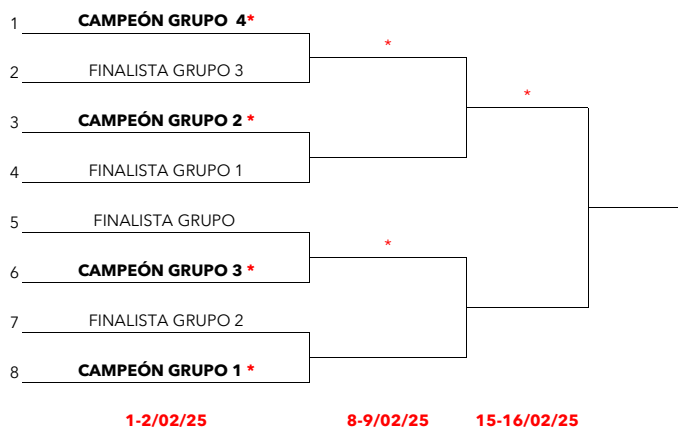 1 CAMPEÓN GRUPO 4*
*
2 FINALISTA GRUPO 3
*
3 CAMPEÓN GRUPO 2 *
4 FINALISTA GRUPO 1
5 FINALISTA GRUPO
*
6 CAMPEÓN GRUPO 3 *
7 FINALISTA GRUPO 2
8 CAMPEÓN GRUPO 1 *
1-2/02/25 8-9/02/25 15-16/02/25